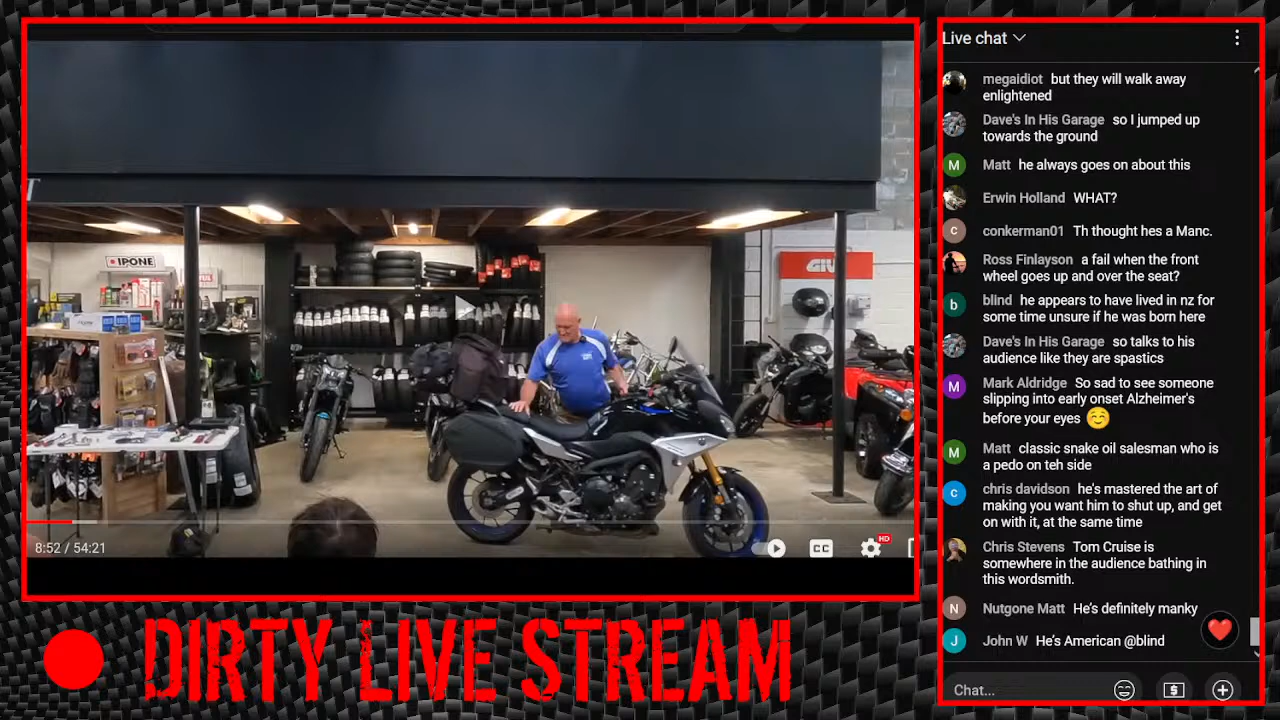 IPONE
GIVI
8:52 / 54:21
CC
HD
DIRTY LIVE STREAM
Live chat
megaidiot but they will walk away
enlightened
Dave's In His Garage so I jumped up
towards the ground
M
Matt he always goes on about this
Erwin Holland WHAT?
C
conkerman01 Th thought hes a Manc.
Ross Finlayson a fail when the front
wheel goes up and over the seat?
b
blind he appears to have lived in nz for
some time unsure if he was born here
Dave's In His Garage so talks to his
audience like they are spastics
M
Mark Aldridge So sad to see someone
slipping into early onset Alzheimer's
before your eyes ☺️
M
Matt classic snake oil salesman who is
a pedo on teh side
c
chris davidson he's mastered the art of
making you want him to shut up, and get
on with it, at the same time
Chris Stevens Tom Cruise is
somewhere in the audience bathing in
this wordsmith.
N
Nutgone Matt He's definitely manky
J
John W He's American @blind
Chat...
$